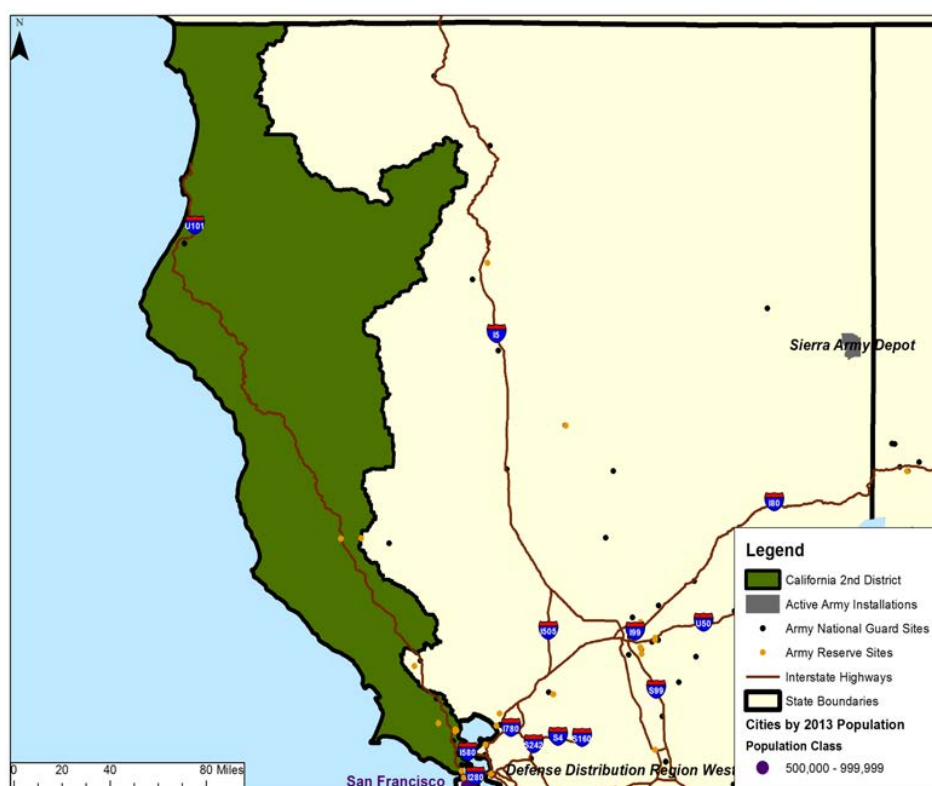 N
U101
I5
Sierra Army Depot
I80
I505
I99
U50
S99
I780
S242
S4
S160
I580
I280
San Francisco
Defense Distribution Region West
0 20 40 60 80 Miles
Legend
California 2nd District
Active Army Installations
Army National Guard Sites
Army Reserve Sites
Interstate Highways
State Boundaries
Cities by 2013 Population
Population Class
500,000 - 999,999